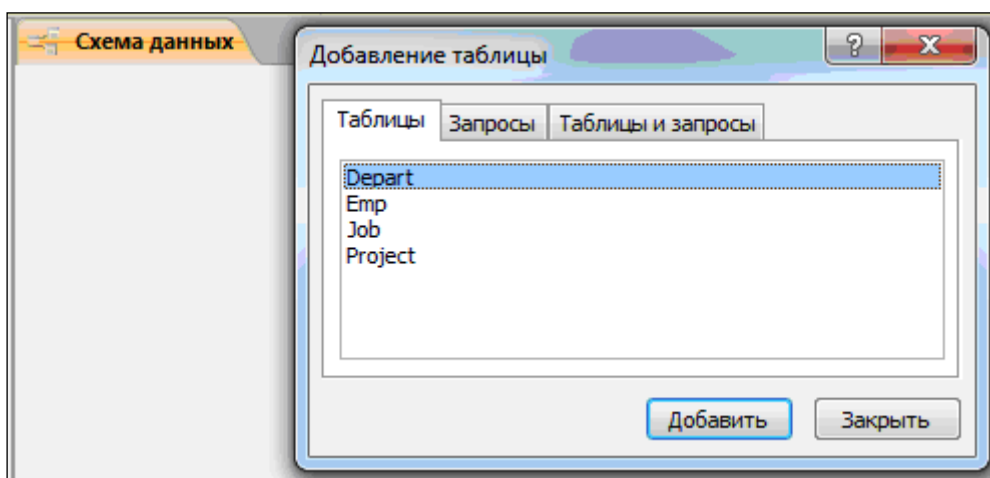 Схема данных
Добавление таблицы
?
Таблицы Запросы Таблицы и запросы
Depart
Emp
Job
Project
Добавить Закрыть